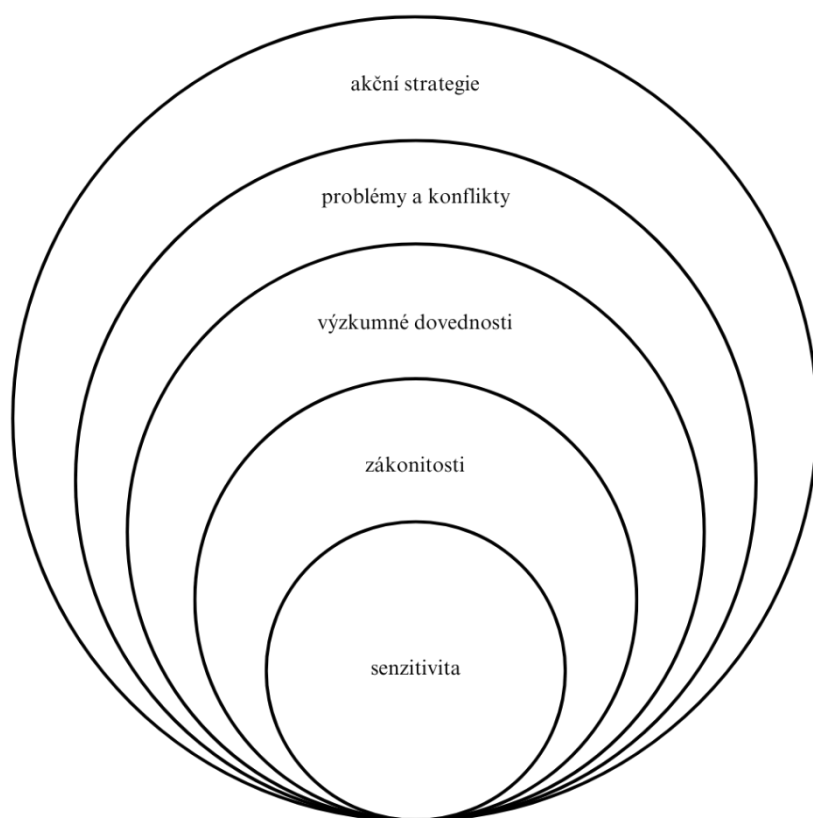 akční strategie
problémy a konflikty
výzkumné dovednosti
zákonitosti
senzitivita